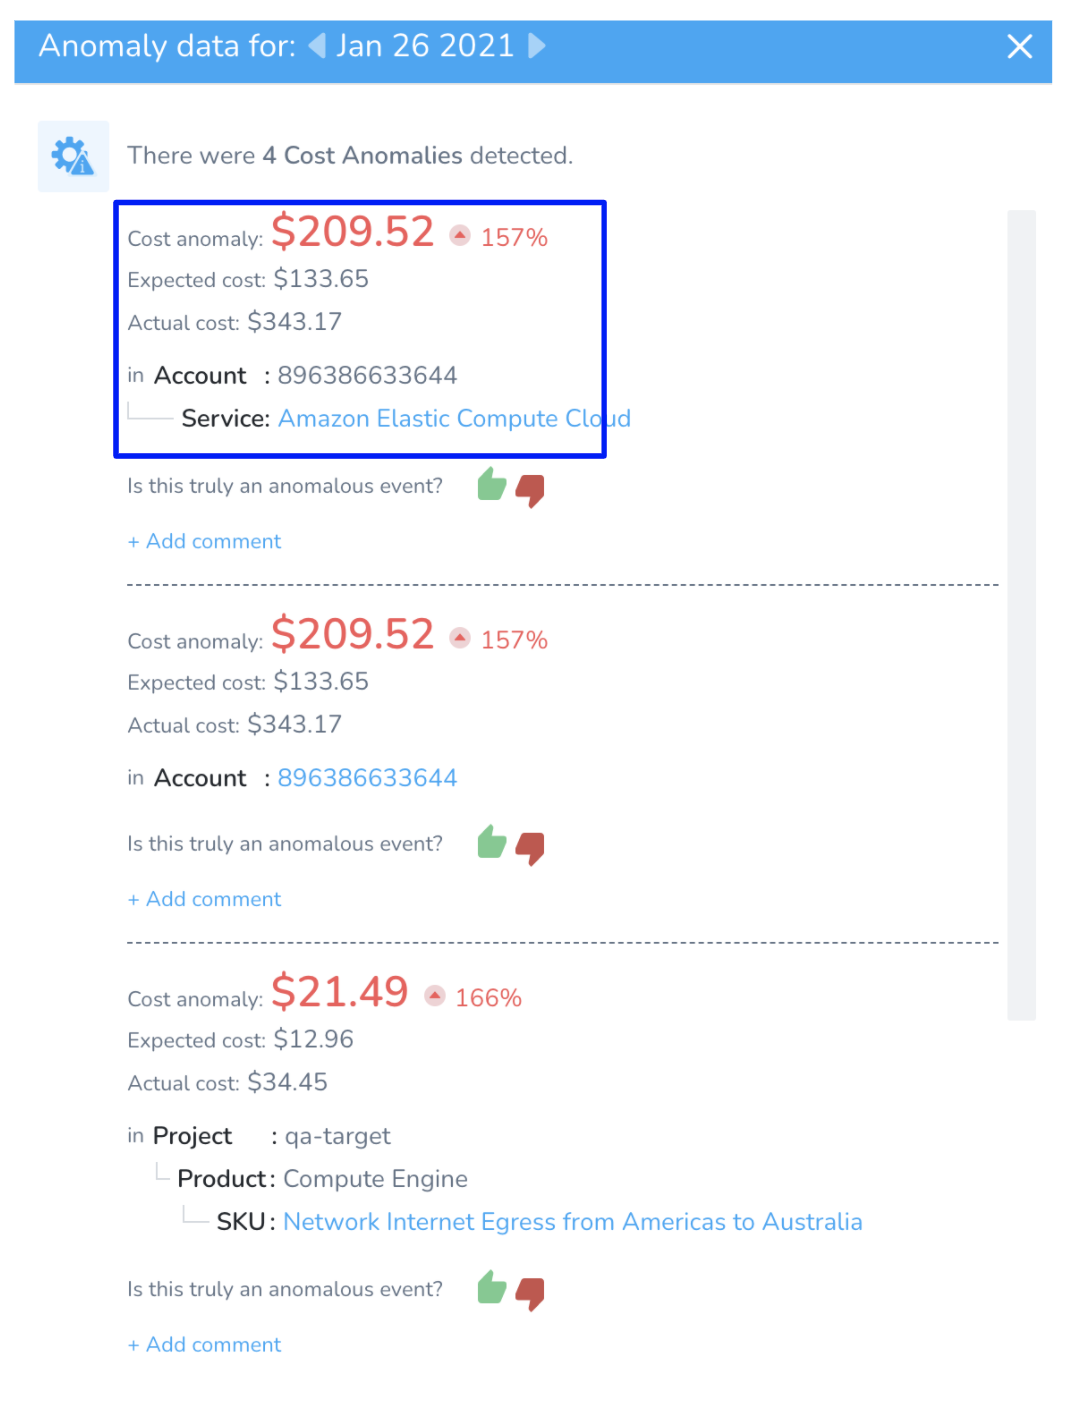 Anomaly data for: Jan 26 2021
There were 4 Cost Anomalies detected.
Cost anomaly: $209.52 157%
Expected cost: $133.65
Actual cost: $343.17
in Account : 896386633644
Service: Amazon Elastic Compute Cloud
Is this truly an anomalous event?
+ Add comment
Cost anomaly: $209.52 157%
Expected cost: $133.65
Actual cost: $343.17
in Account : 896386633644
Is this truly an anomalous event?
+ Add comment
Cost anomaly: $21.49 166%
Expected cost: $12.96
Actual cost: $34.45
in Project : qa-target
Product: Compute Engine
SKU: Network Internet Egress from Americas to Australia
Is this truly an anomalous event?
+ Add comment